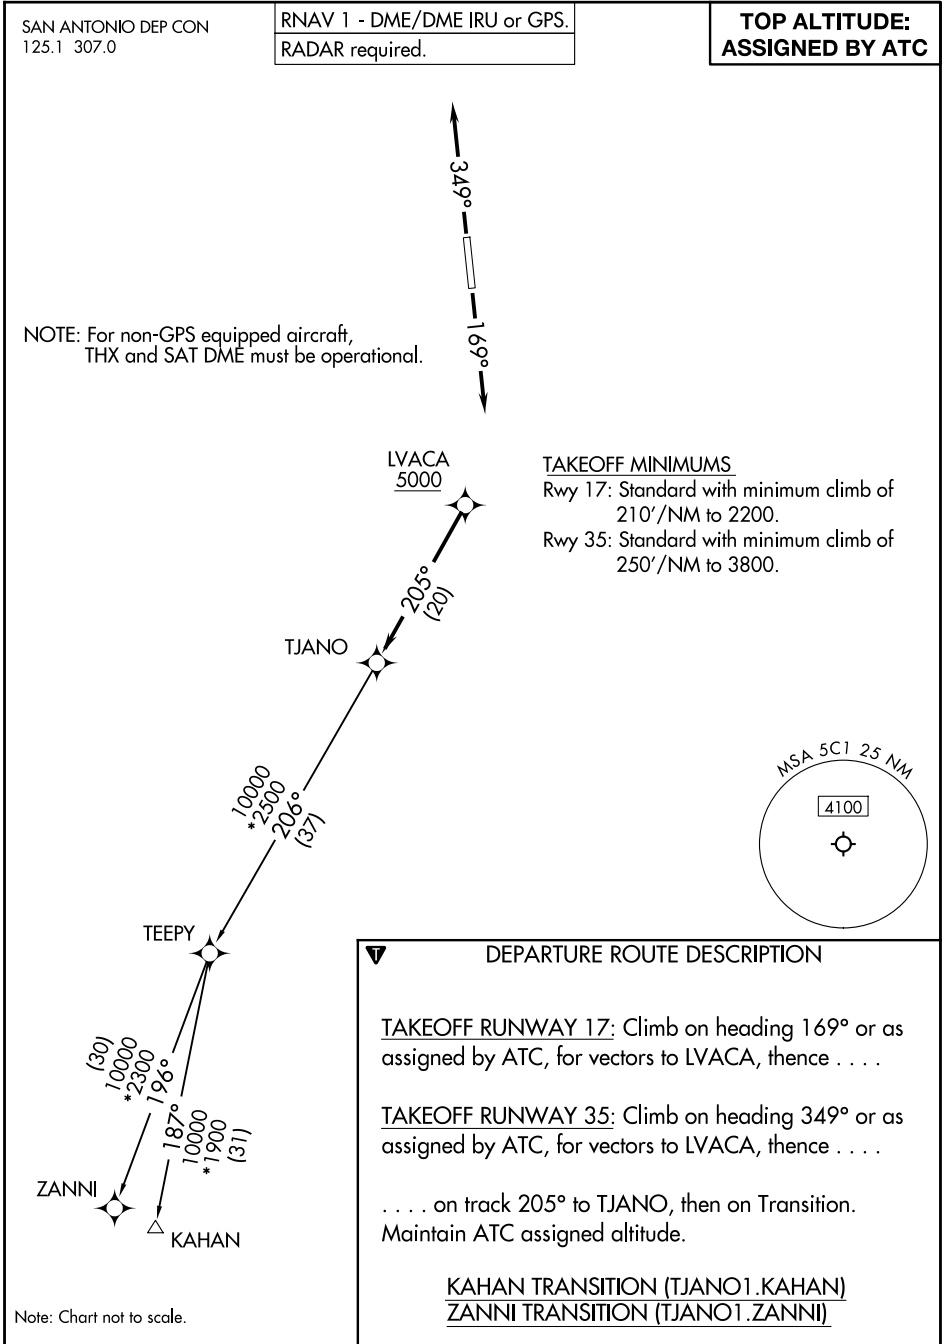 SAN ANTONIO DEP CON
125.1 307.0
RNAV 1 - DME/DME IRU or GPS.
RADAR required.
TOP ALTITUDE:
ASSIGNED BY ATC
349°
169°
NOTE: For non-GPS equipped aircraft,
THX and SAT DME must be operational.
LVACA
5000
TAKEOFF MINIMUMS
Rwy 17: Standard with minimum climb of
210'/NM to 2200.
Rwy 35: Standard with minimum climb of
250'/NM to 3800.
205°
(20)
TJANO
10000
*2500
206°
(37)
MSA 5C1 25 NM
4100
TEEPY
(30)
10000
*2300
196°
187°
10000
*1900
(31)
ZANNI
KAHAN
Note: Chart not to scale.
T
DEPARTURE ROUTE DESCRIPTION
TAKEOFF RUNWAY 17: Climb on heading 169° or as
assigned by ATC, for vectors to LVACA, thence . . . .
TAKEOFF RUNWAY 35: Climb on heading 349° or as
assigned by ATC, for vectors to LVACA, thence . . . .
. . . . on track 205° to TJANO, then on Transition.
Maintain ATC assigned altitude.
KAHAN TRANSITION (TJANO1.KAHAN)
ZANNI TRANSITION (TJANO1.ZANNI)